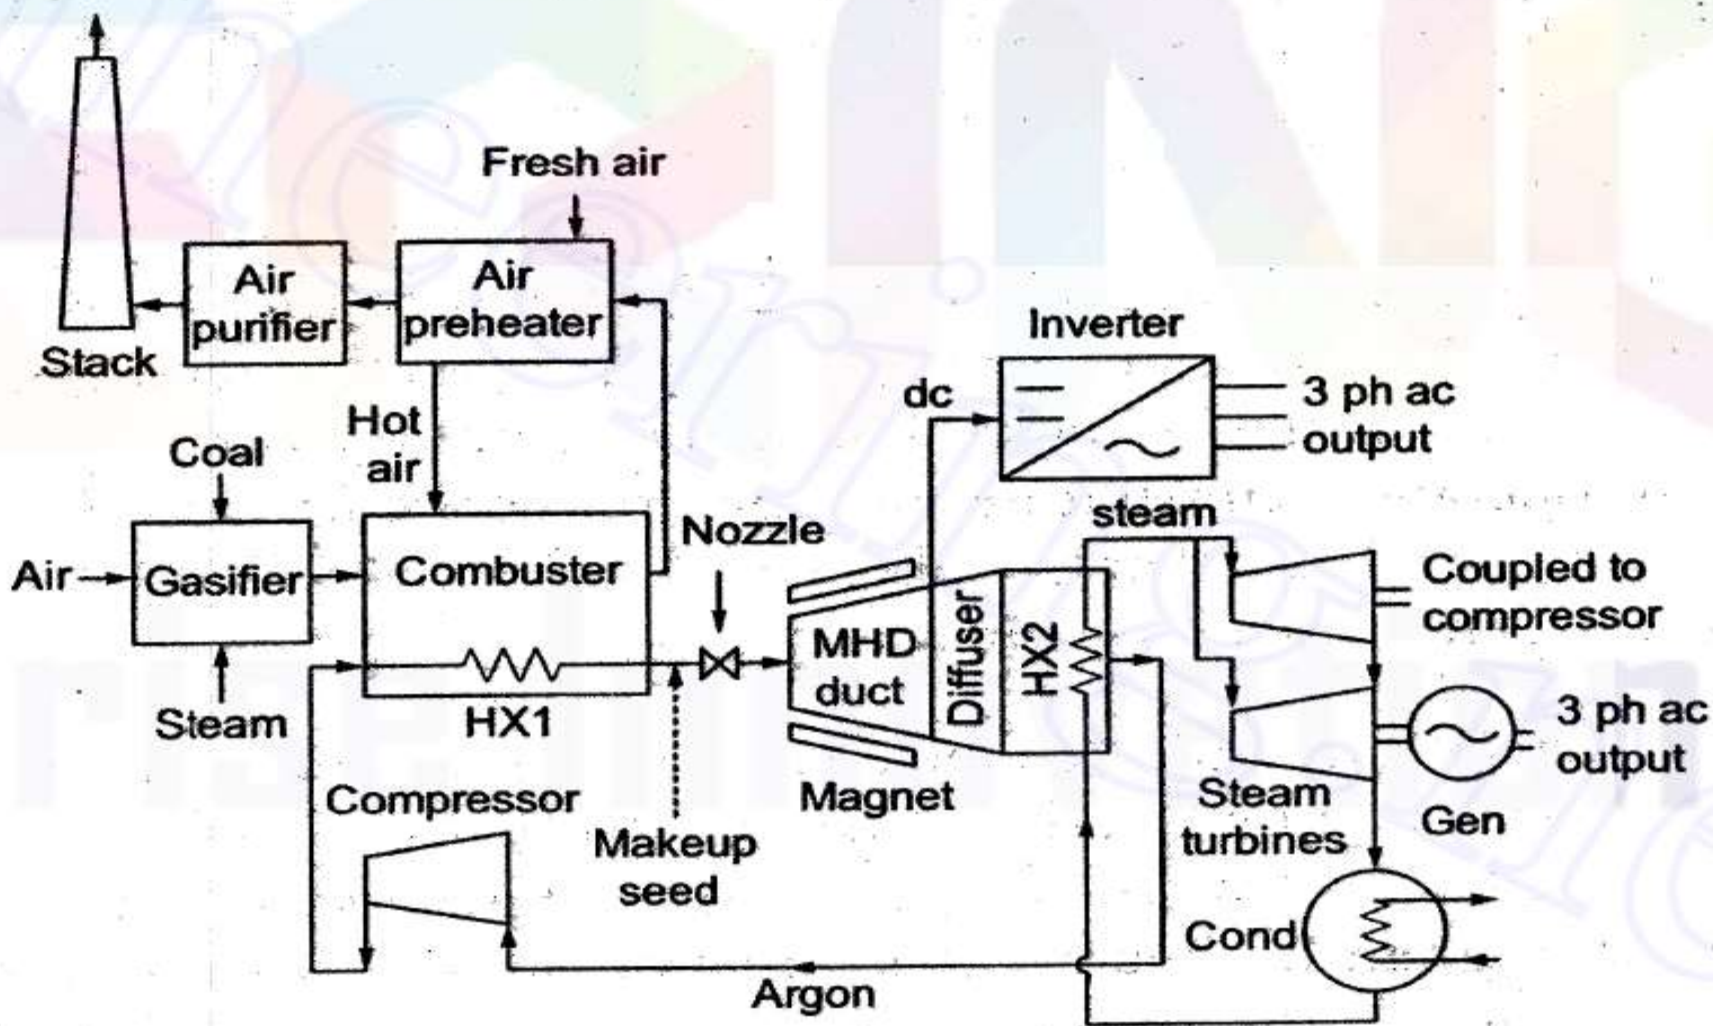 Fresh air
Air
preheater
Air
purifier
Stack
Inverter
dc
3 ph ac
output
Hot
air
Coal
Nozzle
steam
Air
Gasifier
Combuster
Coupled to
compressor
MHD
duct
Diffuser
HX2
Steam
HX1
3 ph ac
output
Magnet
Steam
turbines
Gen
Compressor
Makeup
seed
Cond
Argon